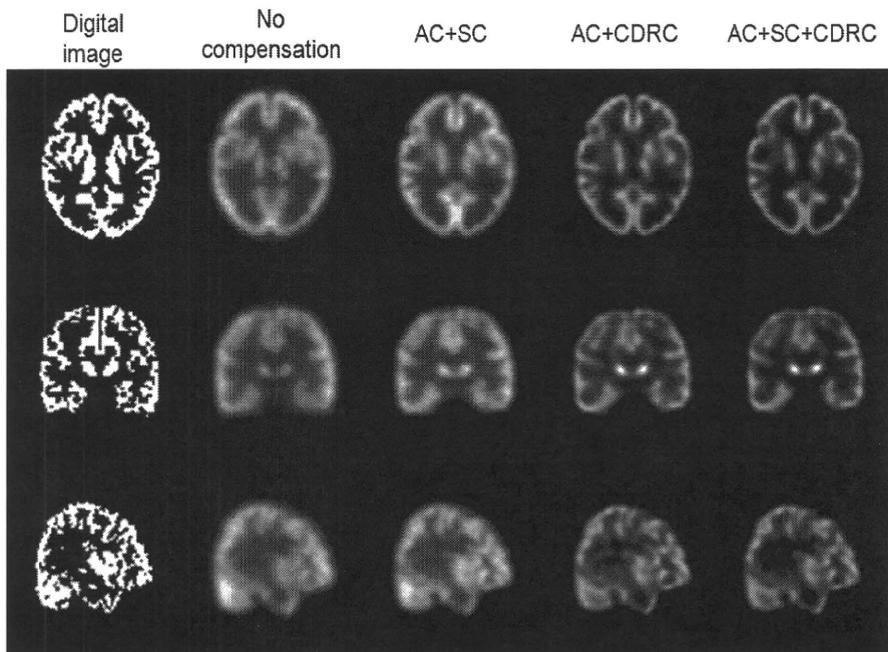 Digital
image
No
compensation
AC+SC
AC+CDRC
AC+SC+CDRC